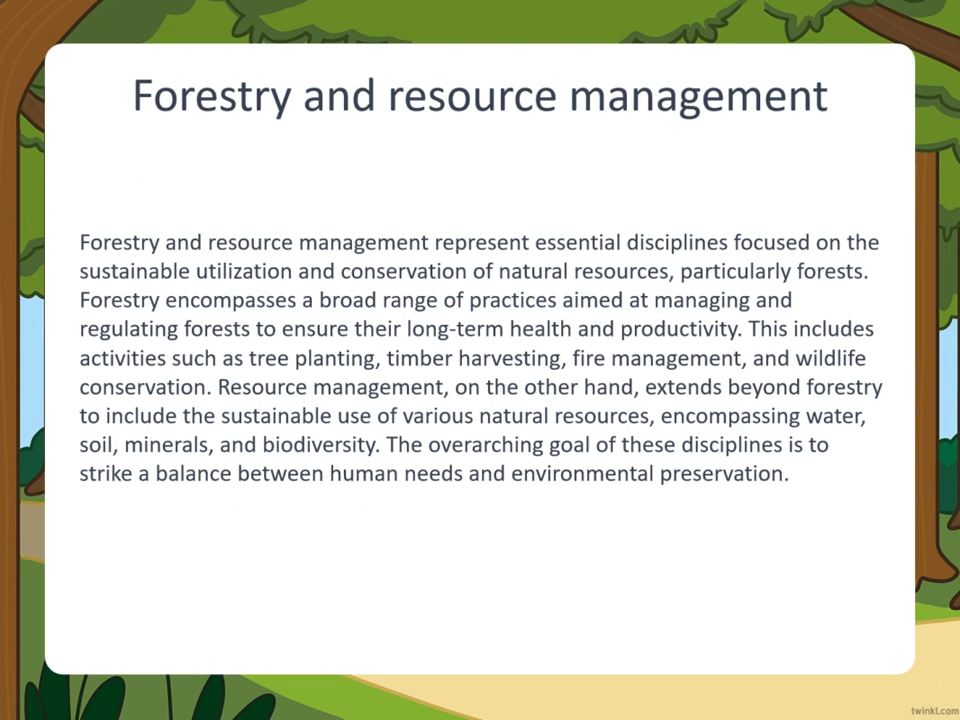 Forestry and resource management
Forestry and resource management represent essential disciplines focused on the
sustainable utilization and conservation of natural resources, particularly forests.
Forestry encompasses a broad range of practices aimed at managing and
regulating forests to ensure their long-term health and productivity. This includes
activities such as tree planting, timber harvesting, fire management, and wildlife
conservation. Resource management, on the other hand, extends beyond forestry
to include the sustainable use of various natural resources, encompassing water,
soil, minerals, and biodiversity. The overarching goal of these disciplines is to
strike a balance between human needs and environmental preservation.
twinkl.com